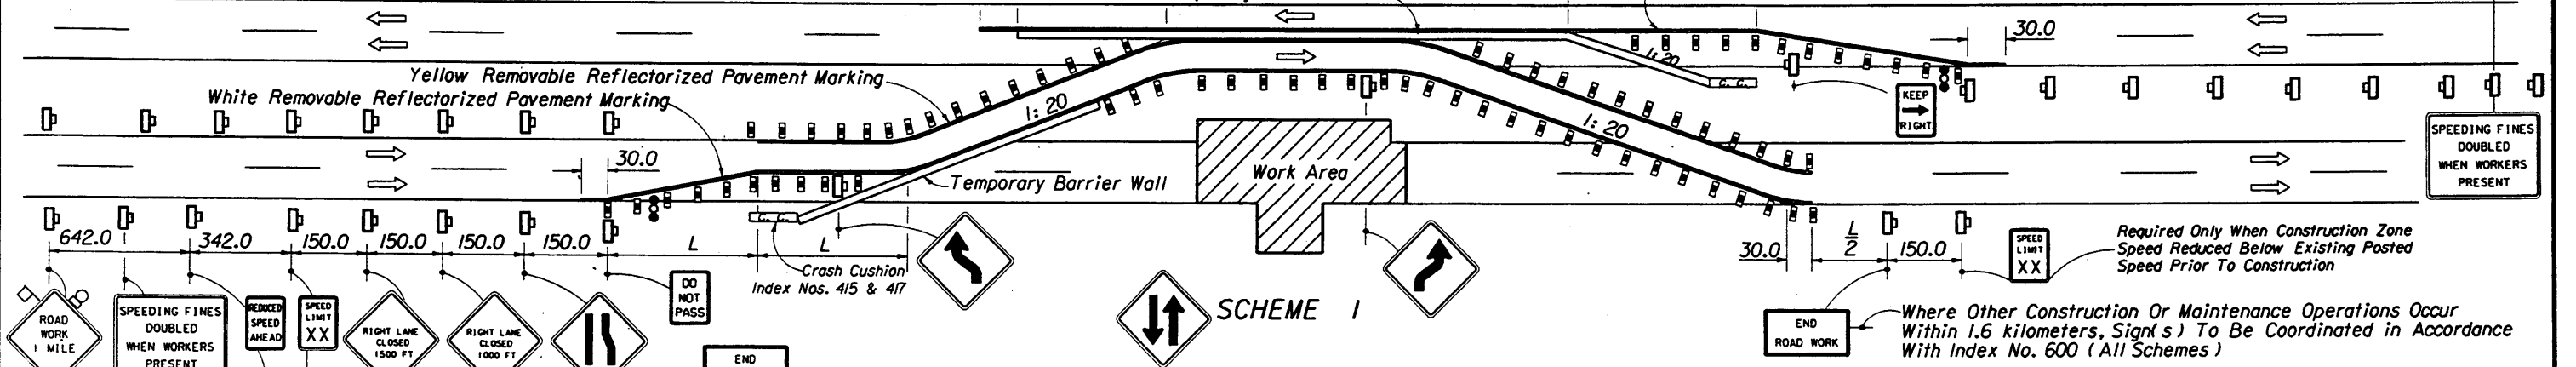 30.0
1:20
Yellow Removable Reflectorized Pavement Marking
White Removable Reflectorized Pavement Marking
KEEP
RIGHT
1:20
1:20
SPEEDING FINES
DOUBLED
WHEN WORKERS
PRESENT
30.0
Temporary Barrier Wall
Work Area
C. C.
C. C.
642.0
342.0
150.0
150.0
150.0
150.0
L
L
Crash Cushion
Index Nos. 415 & 417
30.0
L
2
150.0
SPEED
LIMIT
XX
Required Only When Construction Zone
Speed Reduced Below Existing Posted
Speed Prior To Construction
DO
NOT
PASS
SCHEME 1
ROAD
WORK
1 MILE
SPEEDING FINES
DOUBLED
WHEN WORKERS
PRESENT
REDUCED
SPEED
AHEAD
SPEED
LIMIT
XX
RIGHT LANE
CLOSED
1500 FT
RIGHT LANE
CLOSED
1000 FT
END
END
ROAD WORK
Where Other Construction Or Maintenance Operations Occur
Within 1.6 kilometers, Sign(s) To Be Coordinated in Accordance
With Index No. 600 (All Schemes)